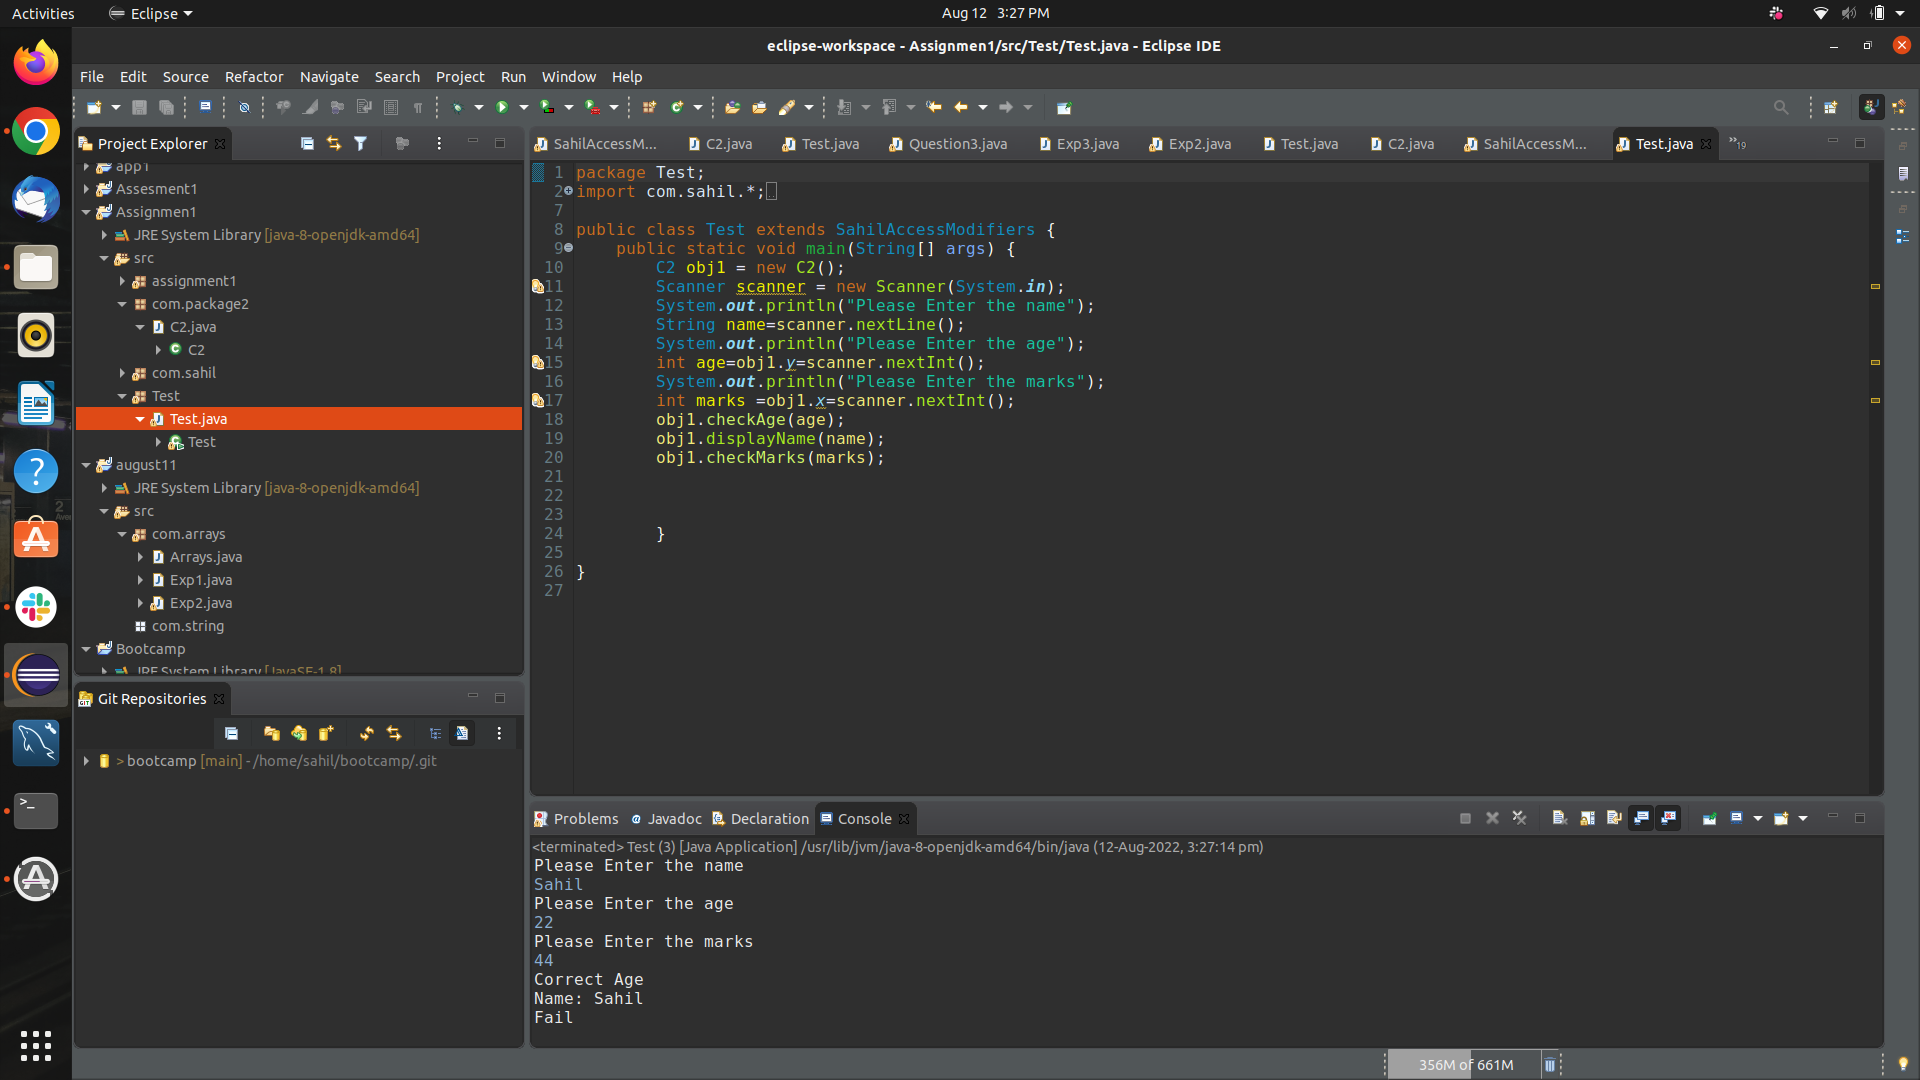 Activities Eclipse Aug 12 3:27 PM
eclipse-workspace - Assignmen1/src/Test/Test.java - Eclipse IDE
File Edit Source Refactor Navigate Search Project Run Window Help
Project Explorer
app1
Assesment1
Assignmen1
JRE System Library [java-8-openjdk-amd64]
src
assignment1
com.package2
C2.java
C2
com.sahil
Test
Test.java
Test
august11
JRE System Library [java-8-openjdk-amd64]
src
com.arrays
Arrays.java
Exp1.java
Exp2.java
com.string
Bootcamp
JRE System Library [JavaSE-1.8]
Git Repositories
> bootcamp [main] - /home/sahil/bootcamp/.git
SahilAccessM... C2.java Test.java Question3.java Exp3.java Exp2.java Test.java C2.java SahilAccessM... Test.java »19
1 package Test;
2 import com.sahil.*;
7
8 public class Test extends SahilAccessModifiers {
9 public static void main(String[] args) {
10 C2 obj1 = new C2();
11 Scanner scanner = new Scanner(System.in);
12 System.out.println("Please Enter the name");
13 String name=scanner.nextLine();
14 System.out.println("Please Enter the age");
15 int age=obj1.y=scanner.nextInt();
16 System.out.println("Please Enter the marks");
17 int marks =obj1.x=scanner.nextInt();
18 obj1.checkAge(age);
19 obj1.displayName(name);
20 obj1.checkMarks(marks);
21
22
23
24 }
25
26 }
27
Problems Javadoc Declaration Console
<terminated> Test (3) [Java Application] /usr/lib/jvm/java-8-openjdk-amd64/bin/java (12-Aug-2022, 3:27:14 pm)
Please Enter the name
Sahil
Please Enter the age
22
Please Enter the marks
44
Correct Age
Name: Sahil
Fail
356M of 661M